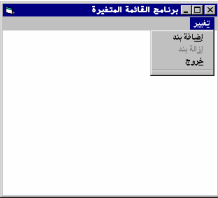 برنامج القائمة المتغيرة
تغيير
إضافة بند
إزالة بند
خروج